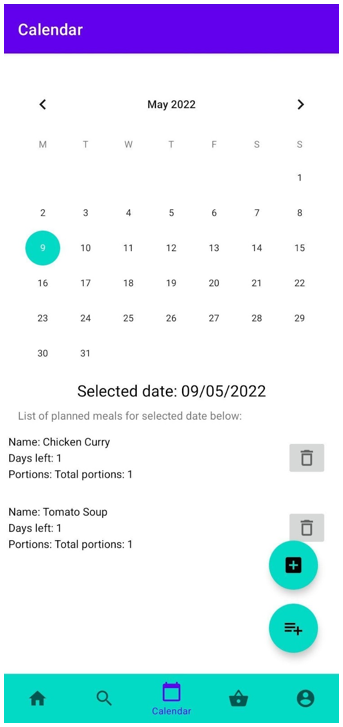 Calendar
May 2022
M T W T F S S
1
2 3 4 5 6 7 8
9 10 11 12 13 14 15
16 17 18 19 20 21 22
23 24 25 26 27 28 29
30 31
Selected date: 09/05/2022
List of planned meals for selected date below:
Name: Chicken Curry
Days left: 1
Portions: Total portions: 1
Name: Tomato Soup
Days left: 1
Portions: Total portions: 1
Calendar